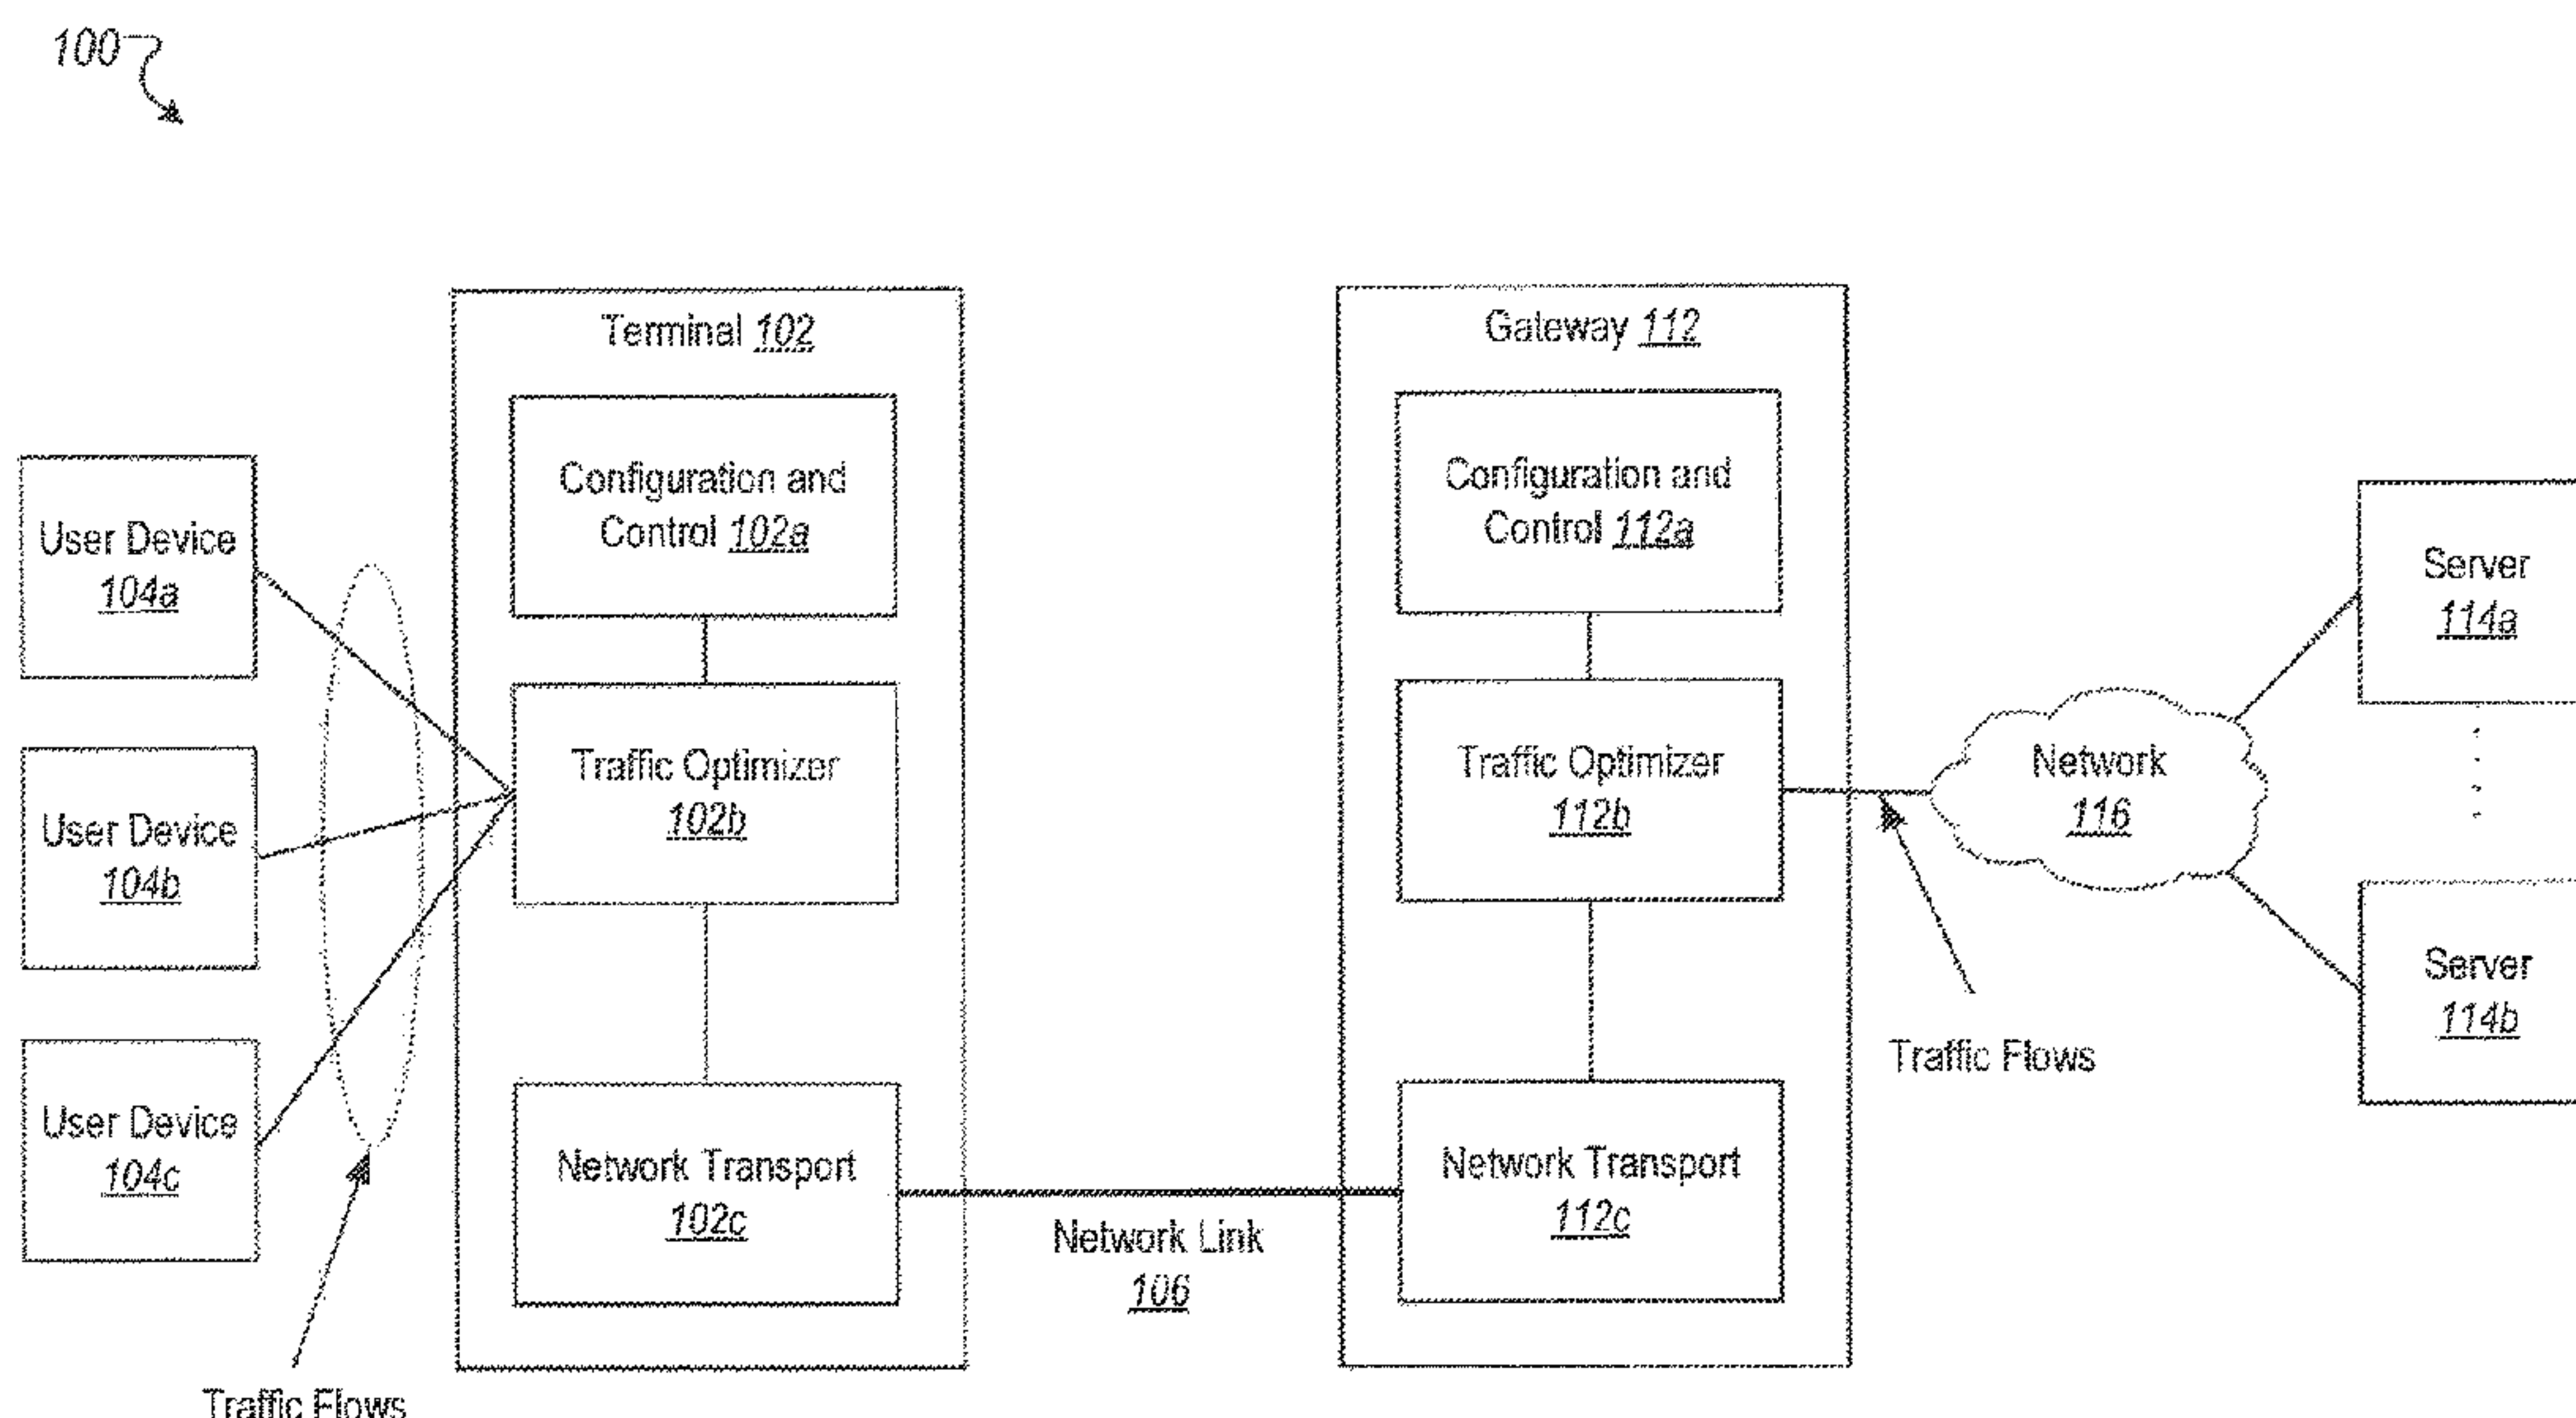 100
Terminal 102
Gateway 112
Configuration and
Control 102a
Configuration and
Control 112a
User Device
104a
Server
114a
Traffic Optimizer
102b
Traffic Optimizer
112b
Network
116
User Device
104b
Server
114b
Traffic Flows
User Device
104c
Network Transport
102c
Network Transport
112c
Network Link
106
Traffic Flows